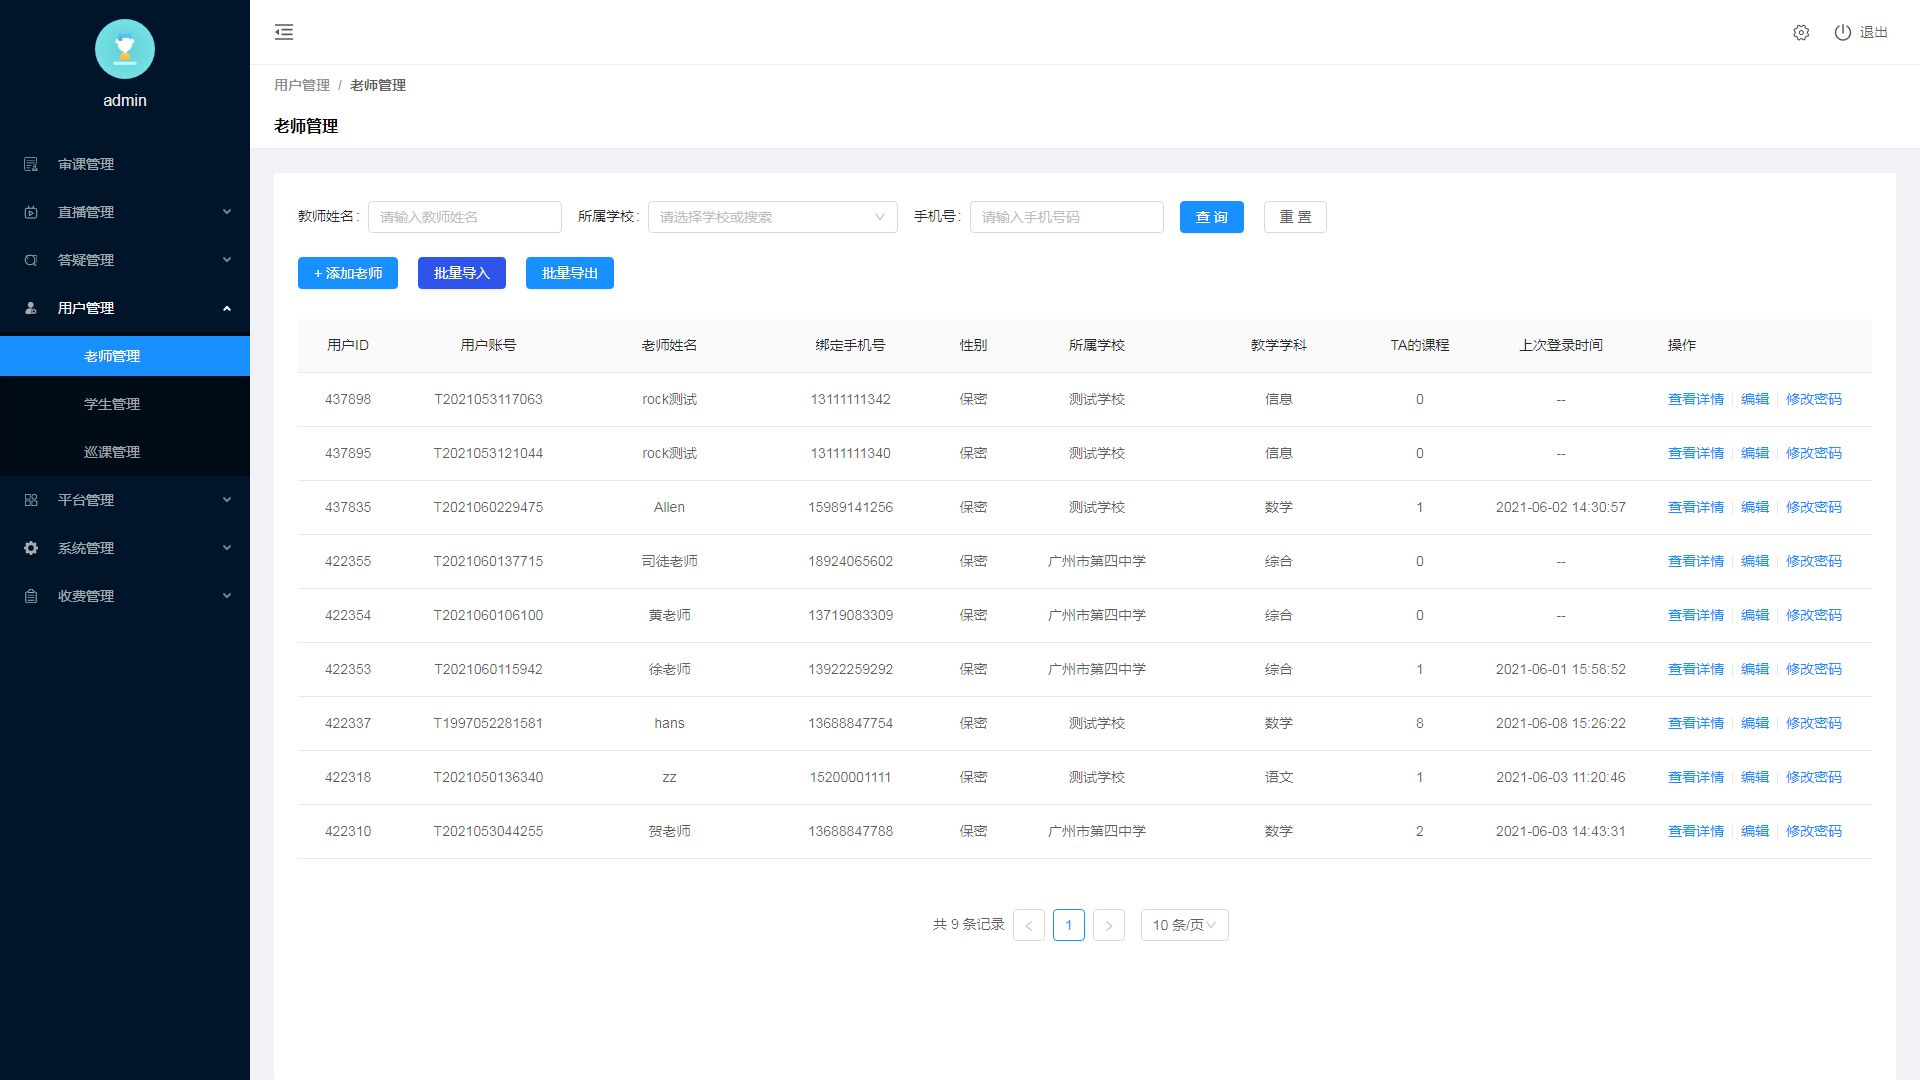 admin
审课管理
直播管理
答疑管理
用户管理
老师管理
学生管理
巡课管理
平台管理
系统管理
收费管理
退出
用户管理 / 老师管理
老师管理
教师姓名: 请输入教师姓名 所属学校: 请选择学校或搜索 手机号: 请输入手机号码 查 询 重 置
+ 添加老师 批量导入 批量导出
用户ID 用户账号 老师姓名 绑定手机号 性别 所属学校 教学学科 TA的课程 上次登录时间 操作
437898 T2021053117063 rock测试 13111111342 保密 测试学校 信息 0 -- 查看详情 编辑 修改密码
437895 T2021053121044 rock测试 13111111340 保密 测试学校 信息 0 -- 查看详情 编辑 修改密码
437835 T2021060229475 Allen 15989141256 保密 测试学校 数学 1 2021-06-02 14:30:57 查看详情 编辑 修改密码
422355 T2021060137715 司徒老师 18924065602 保密 广州市第四中学 综合 0 -- 查看详情 编辑 修改密码
422354 T2021060106100 黄老师 13719083309 保密 广州市第四中学 综合 0 -- 查看详情 编辑 修改密码
422353 T2021060115942 徐老师 13922259292 保密 广州市第四中学 综合 1 2021-06-01 15:58:52 查看详情 编辑 修改密码
422337 T1997052281581 hans 13688847754 保密 测试学校 数学 8 2021-06-08 15:26:22 查看详情 编辑 修改密码
422318 T2021050136340 zz 15200001111 保密 测试学校 语文 1 2021-06-03 11:20:46 查看详情 编辑 修改密码
422310 T2021053044255 贺老师 13688847788 保密 广州市第四中学 数学 2 2021-06-03 14:43:31 查看详情 编辑 修改密码
共 9 条记录 < 1 > 10 条/页